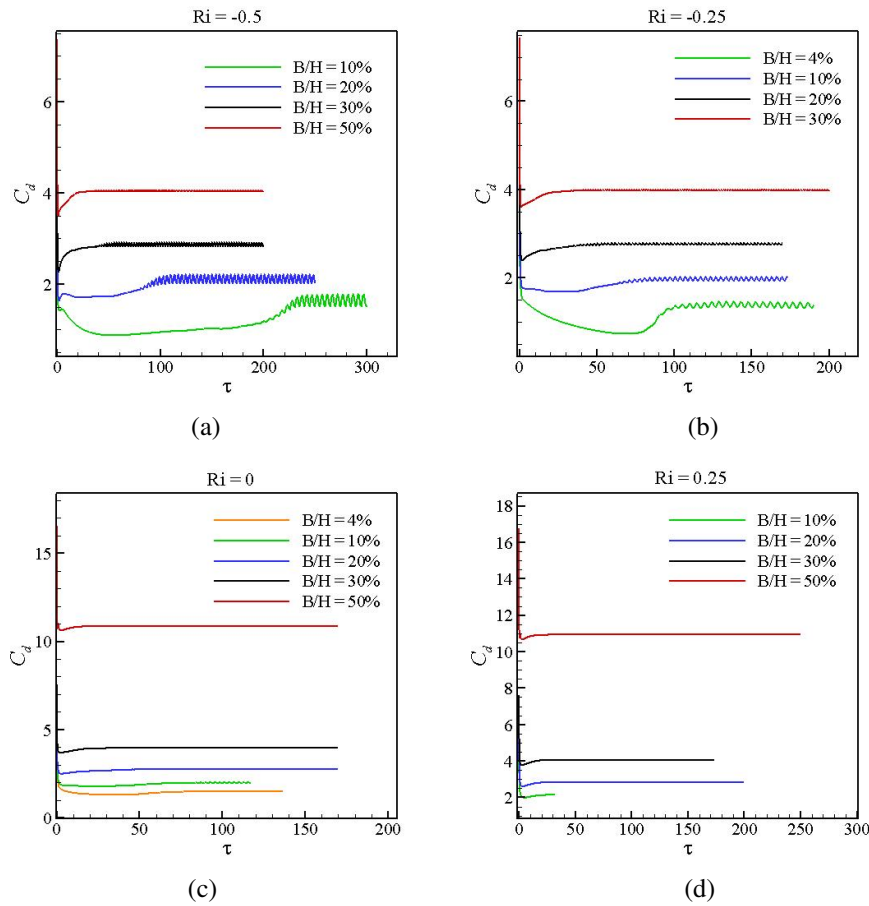 Ri = -0.5
B/H = 10%
B/H = 20%
B/H = 30%
B/H = 50%
C_d
6
4
2
0 100 200 300
τ
(a)
Ri = -0.25
B/H = 4%
B/H = 10%
B/H = 20%
B/H = 30%
C_d
6
4
2
0 50 100 150 200
τ
(b)
Ri = 0
B/H = 4%
B/H = 10%
B/H = 20%
B/H = 30%
B/H = 50%
C_d
15
10
5
0
0 50 100 150 200
τ
(c)
Ri = 0.25
B/H = 10%
B/H = 20%
B/H = 30%
B/H = 50%
C_d
18
16
14
12
10
8
6
4
2
0 50 100 150 200 250 300
τ
(d)